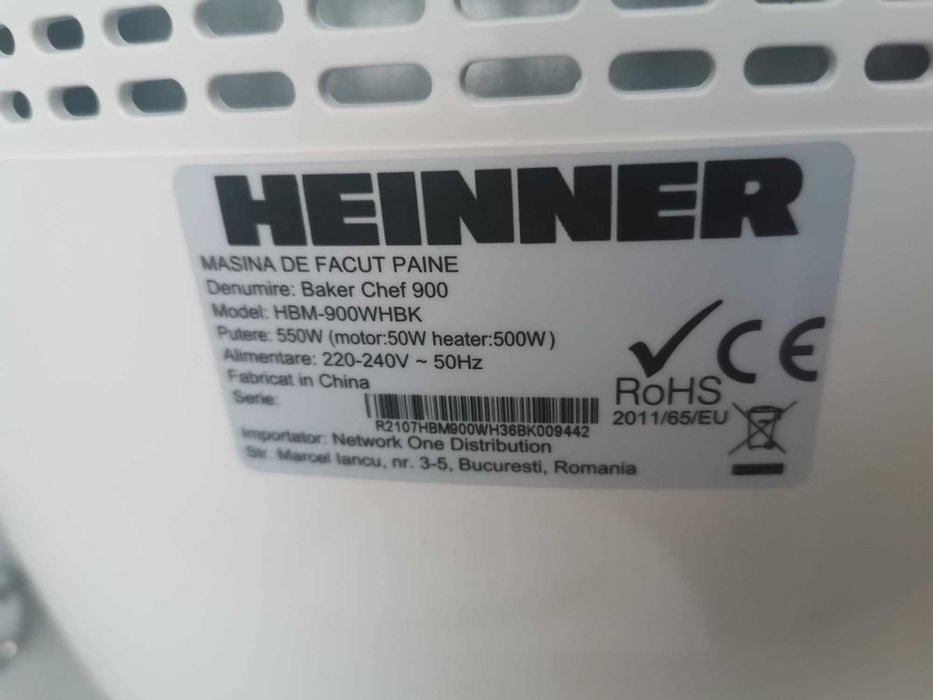 HEINNER
MASINA DE FACUT PAINE
Denumire: Baker Chef 900
Model: HBM-900WHBK
Putere: 550W (motor:50W heater:500W)
Alimentare: 220-240V ~ 50Hz
Fabricat in China
Serie:
R2107HBM900WH36BK009442
Importator: Network One Distribution
Str. Marcel Iancu, nr. 3-5, Bucuresti, Romania
CE
RoHS
2011/65/EU